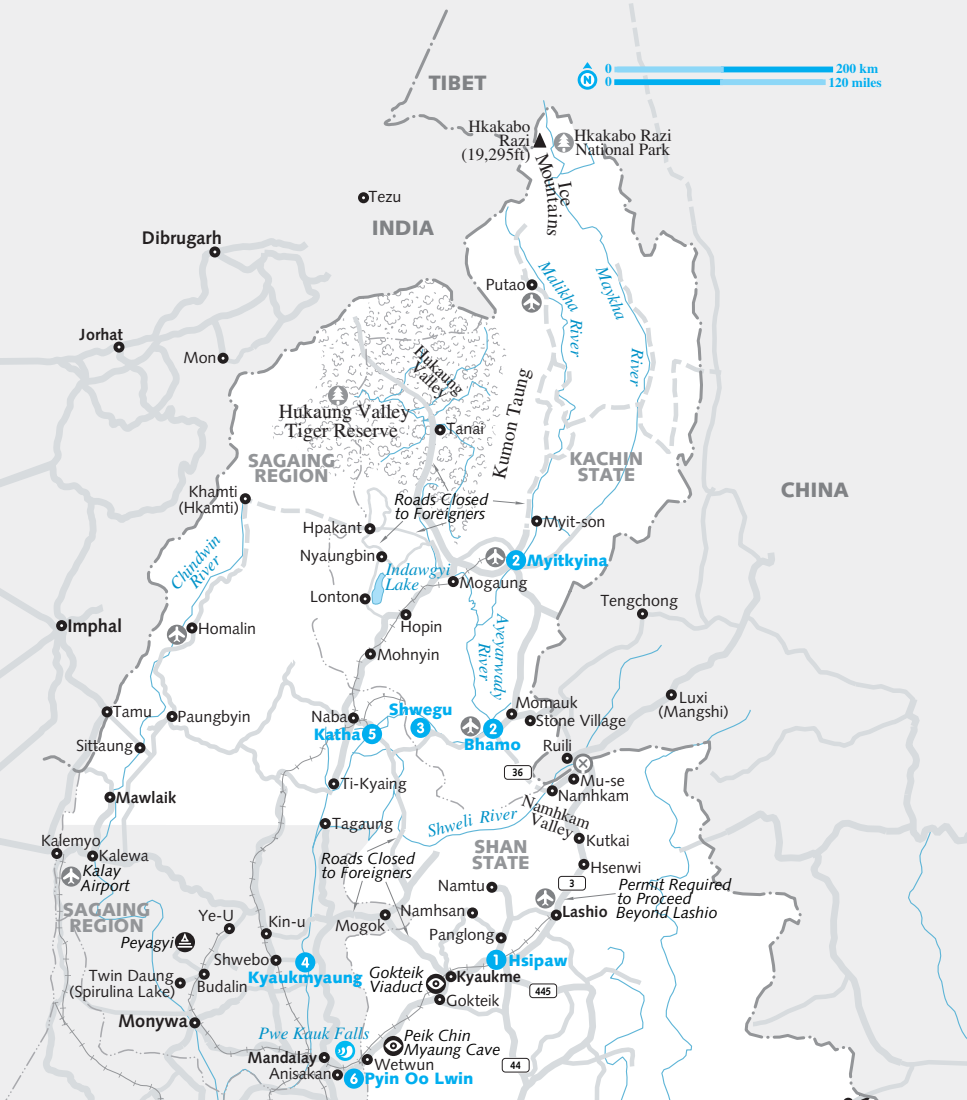 TIBET
0 200 km
N
0 120 miles
Hkakabo
Razi
(19,295ft)
Hkakabo Razi
National Park
Ice
Mountains
Tezu
INDIA
Dibrugarh
Putao
Malikha River
Maykha
River
Jorhat
Mon
Hukaung
Valley
Hukaung Valley
Tiger Reserve
Tanai
Kumon Taung
SAGAING
REGION
KACHIN
STATE
CHINA
Khamti
(Hkamti)
Roads Closed
to Foreigners
Hpakant
Myit-son
Nyaungbin
2 Myitkyina
Chindwin
River
Indawgyi
Lake
Mogaung
Lonton
Tengchong
Hopin
Imphal
Homalin
Ayeyarwady
River
Mohnyin
Luxi
(Mangshi)
Tamu
Paungbyin
Naba
Katha 5
Shwegu
3
Momauk
Stone Village
2
Bhamo
Sittaung
Ruili
36
Ti-Kyaing
Mu-se
Namhkam
Mawlaik
Namhkam
Valley
Shweli River
Tagaung
Kalemyo
Kalewa
Kutkai
SHAN
STATE
Roads Closed
to Foreigners
Hsenwi
Kalay
Airport
3
Namtu
Permit Required
to Proceed
Beyond Lashio
SAGAING
REGION
Ye-U
Kin-u
Mogok
Namhsan
Lashio
Peyagyi
Panglong
Shwebo
4
Kyaukmyaung
1 Hsipaw
Twin Daung
(Spirulina Lake)
Budalin
Gokteik
Viaduct
Kyaukme
445
Gokteik
Monywa
Pwe Kauk Falls
Peik Chin
Myaung Cave
Mandalay
Wetwun
44
Anisakan
6 Pyin Oo Lwin